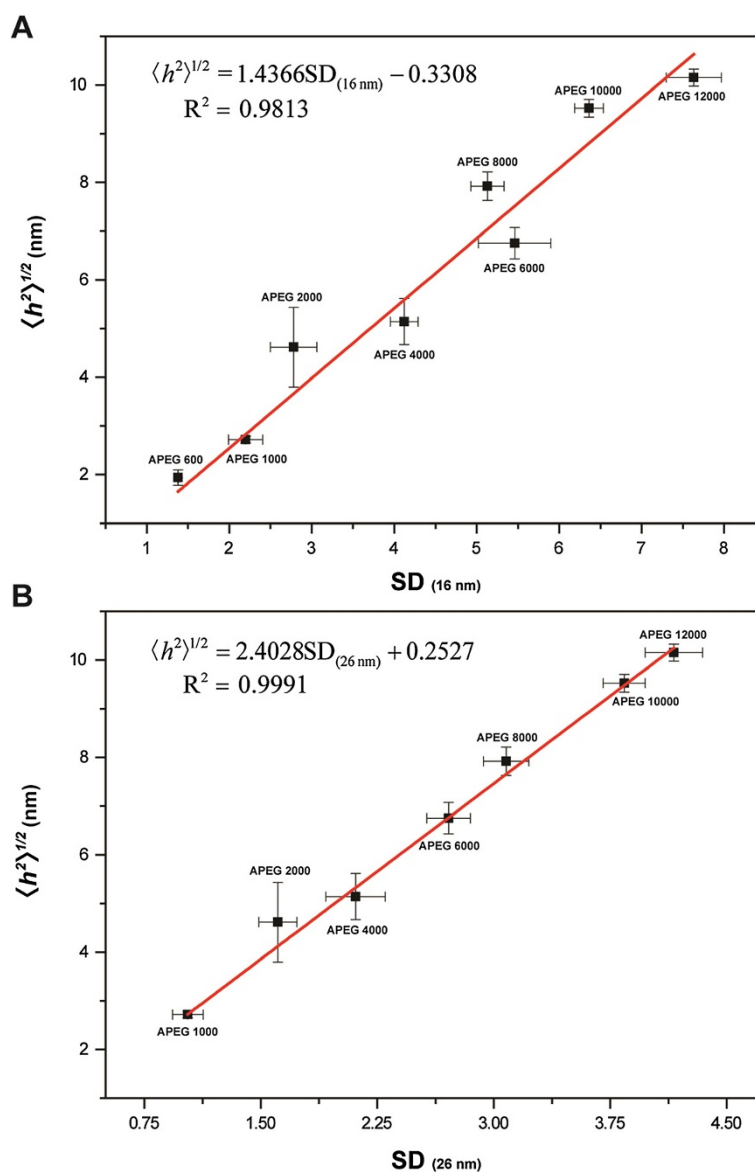 A
⟨h²⟩¹/² = 1.4366SD(16 nm) − 0.3308
R² = 0.9813
APEG 10000
APEG 12000
APEG 8000
APEG 6000
APEG 2000
APEG 4000
APEG 600
APEG 1000
⟨h²⟩¹/² (nm)
10
8
6
4
2
1 2 3 4 5 6 7 8
SD (16 nm)
B
⟨h²⟩¹/² = 2.4028SD(26 nm) + 0.2527
R² = 0.9991
APEG 12000
APEG 10000
APEG 8000
APEG 6000
APEG 2000
APEG 4000
APEG 1000
⟨h²⟩¹/² (nm)
10
8
6
4
2
0.75 1.50 2.25 3.00 3.75 4.50
SD (26 nm)